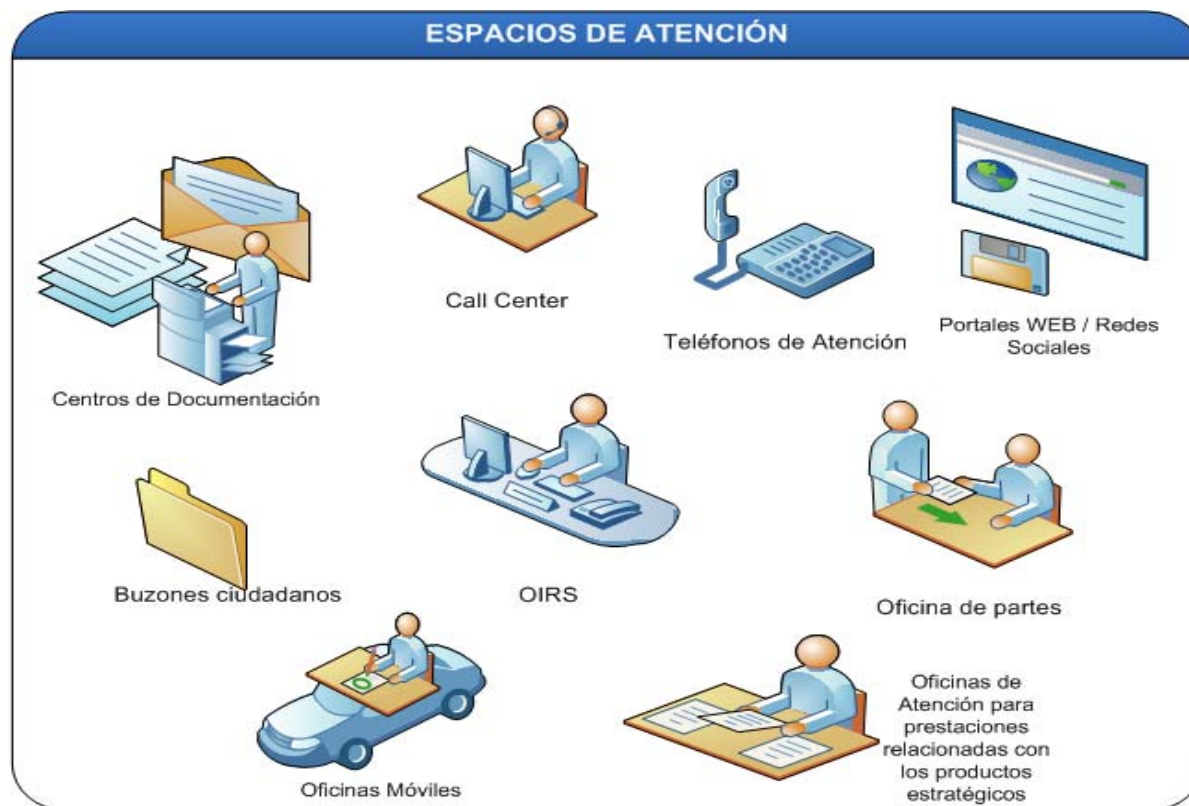 ESPACIOS DE ATENCIÓN
Call Center
Teléfonos de Atención
Portales WEB / Redes
Sociales
Centros de Documentación
Buzones ciudadanos
OIRS
Oficina de partes
Oficinas Móviles
Oficinas de
Atención para
prestaciones
relacionadas con
los productos
estratégicos